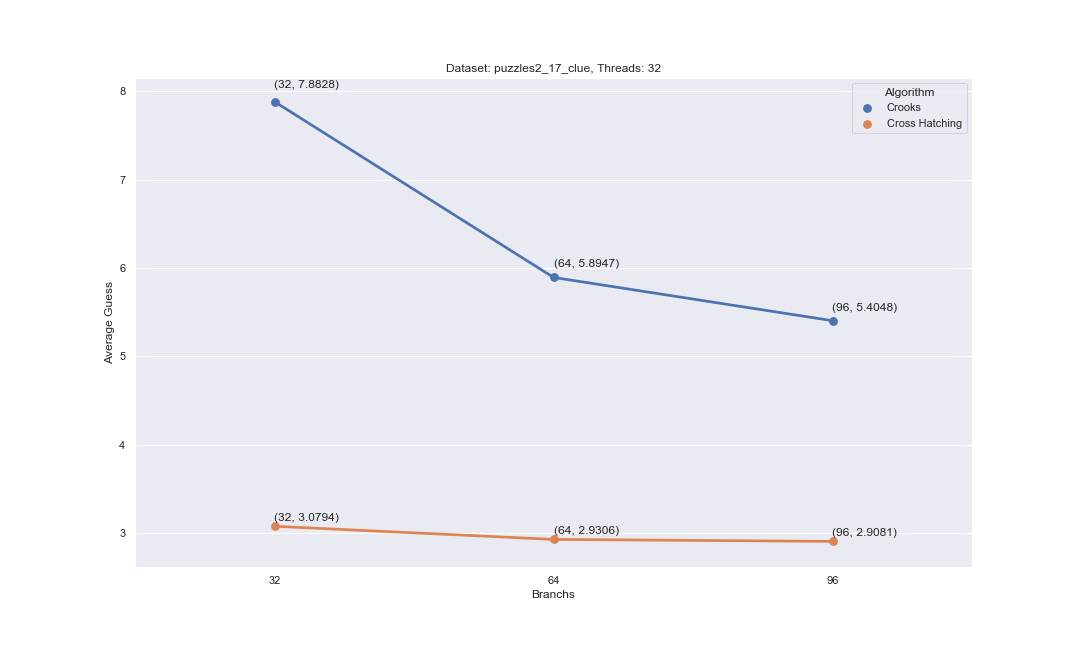 Dataset: puzzles2_17_clue, Threads: 32
Algorithm
Crooks
Cross Hatching
8
7
6
5
4
3
Average Guess
(32, 7.8828)
(64, 5.8947)
(96, 5.4048)
(32, 3.0794)
(64, 2.9306)
(96, 2.9081)
32
64
96
Branchs